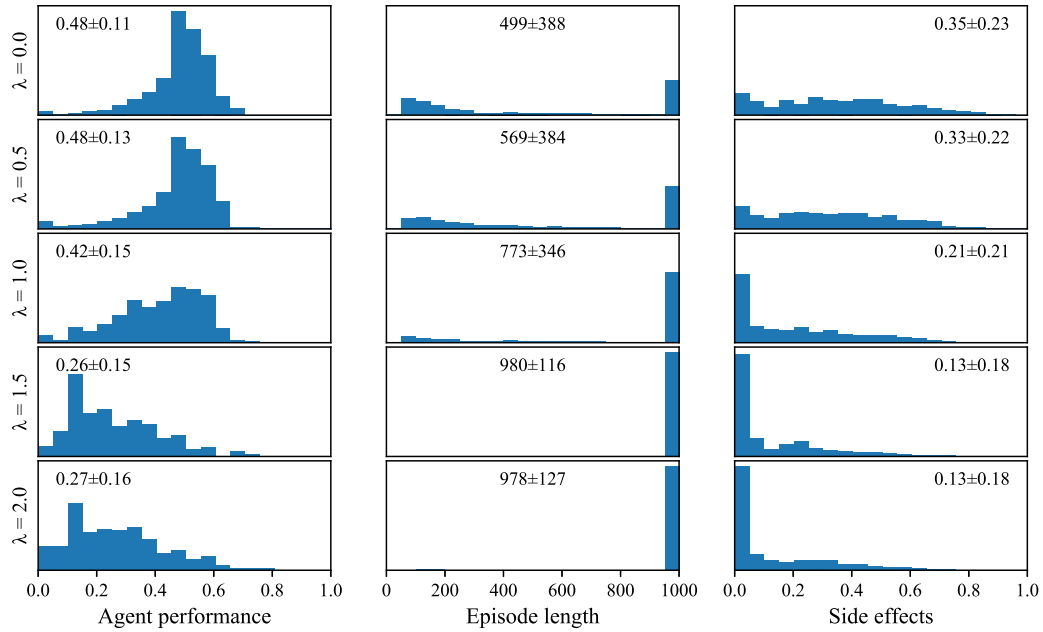 λ = 0.0
0.48±0.11
499±388
0.35±0.23
λ = 0.5
0.48±0.13
569±384
0.33±0.22
λ = 1.0
0.42±0.15
773±346
0.21±0.21
λ = 1.5
0.26±0.15
980±116
0.13±0.18
λ = 2.0
0.27±0.16
978±127
0.13±0.18
0.0 0.2 0.4 0.6 0.8 1.0
Agent performance
0 200 400 600 800 1000
Episode length
0.0 0.2 0.4 0.6 0.8 1.0
Side effects